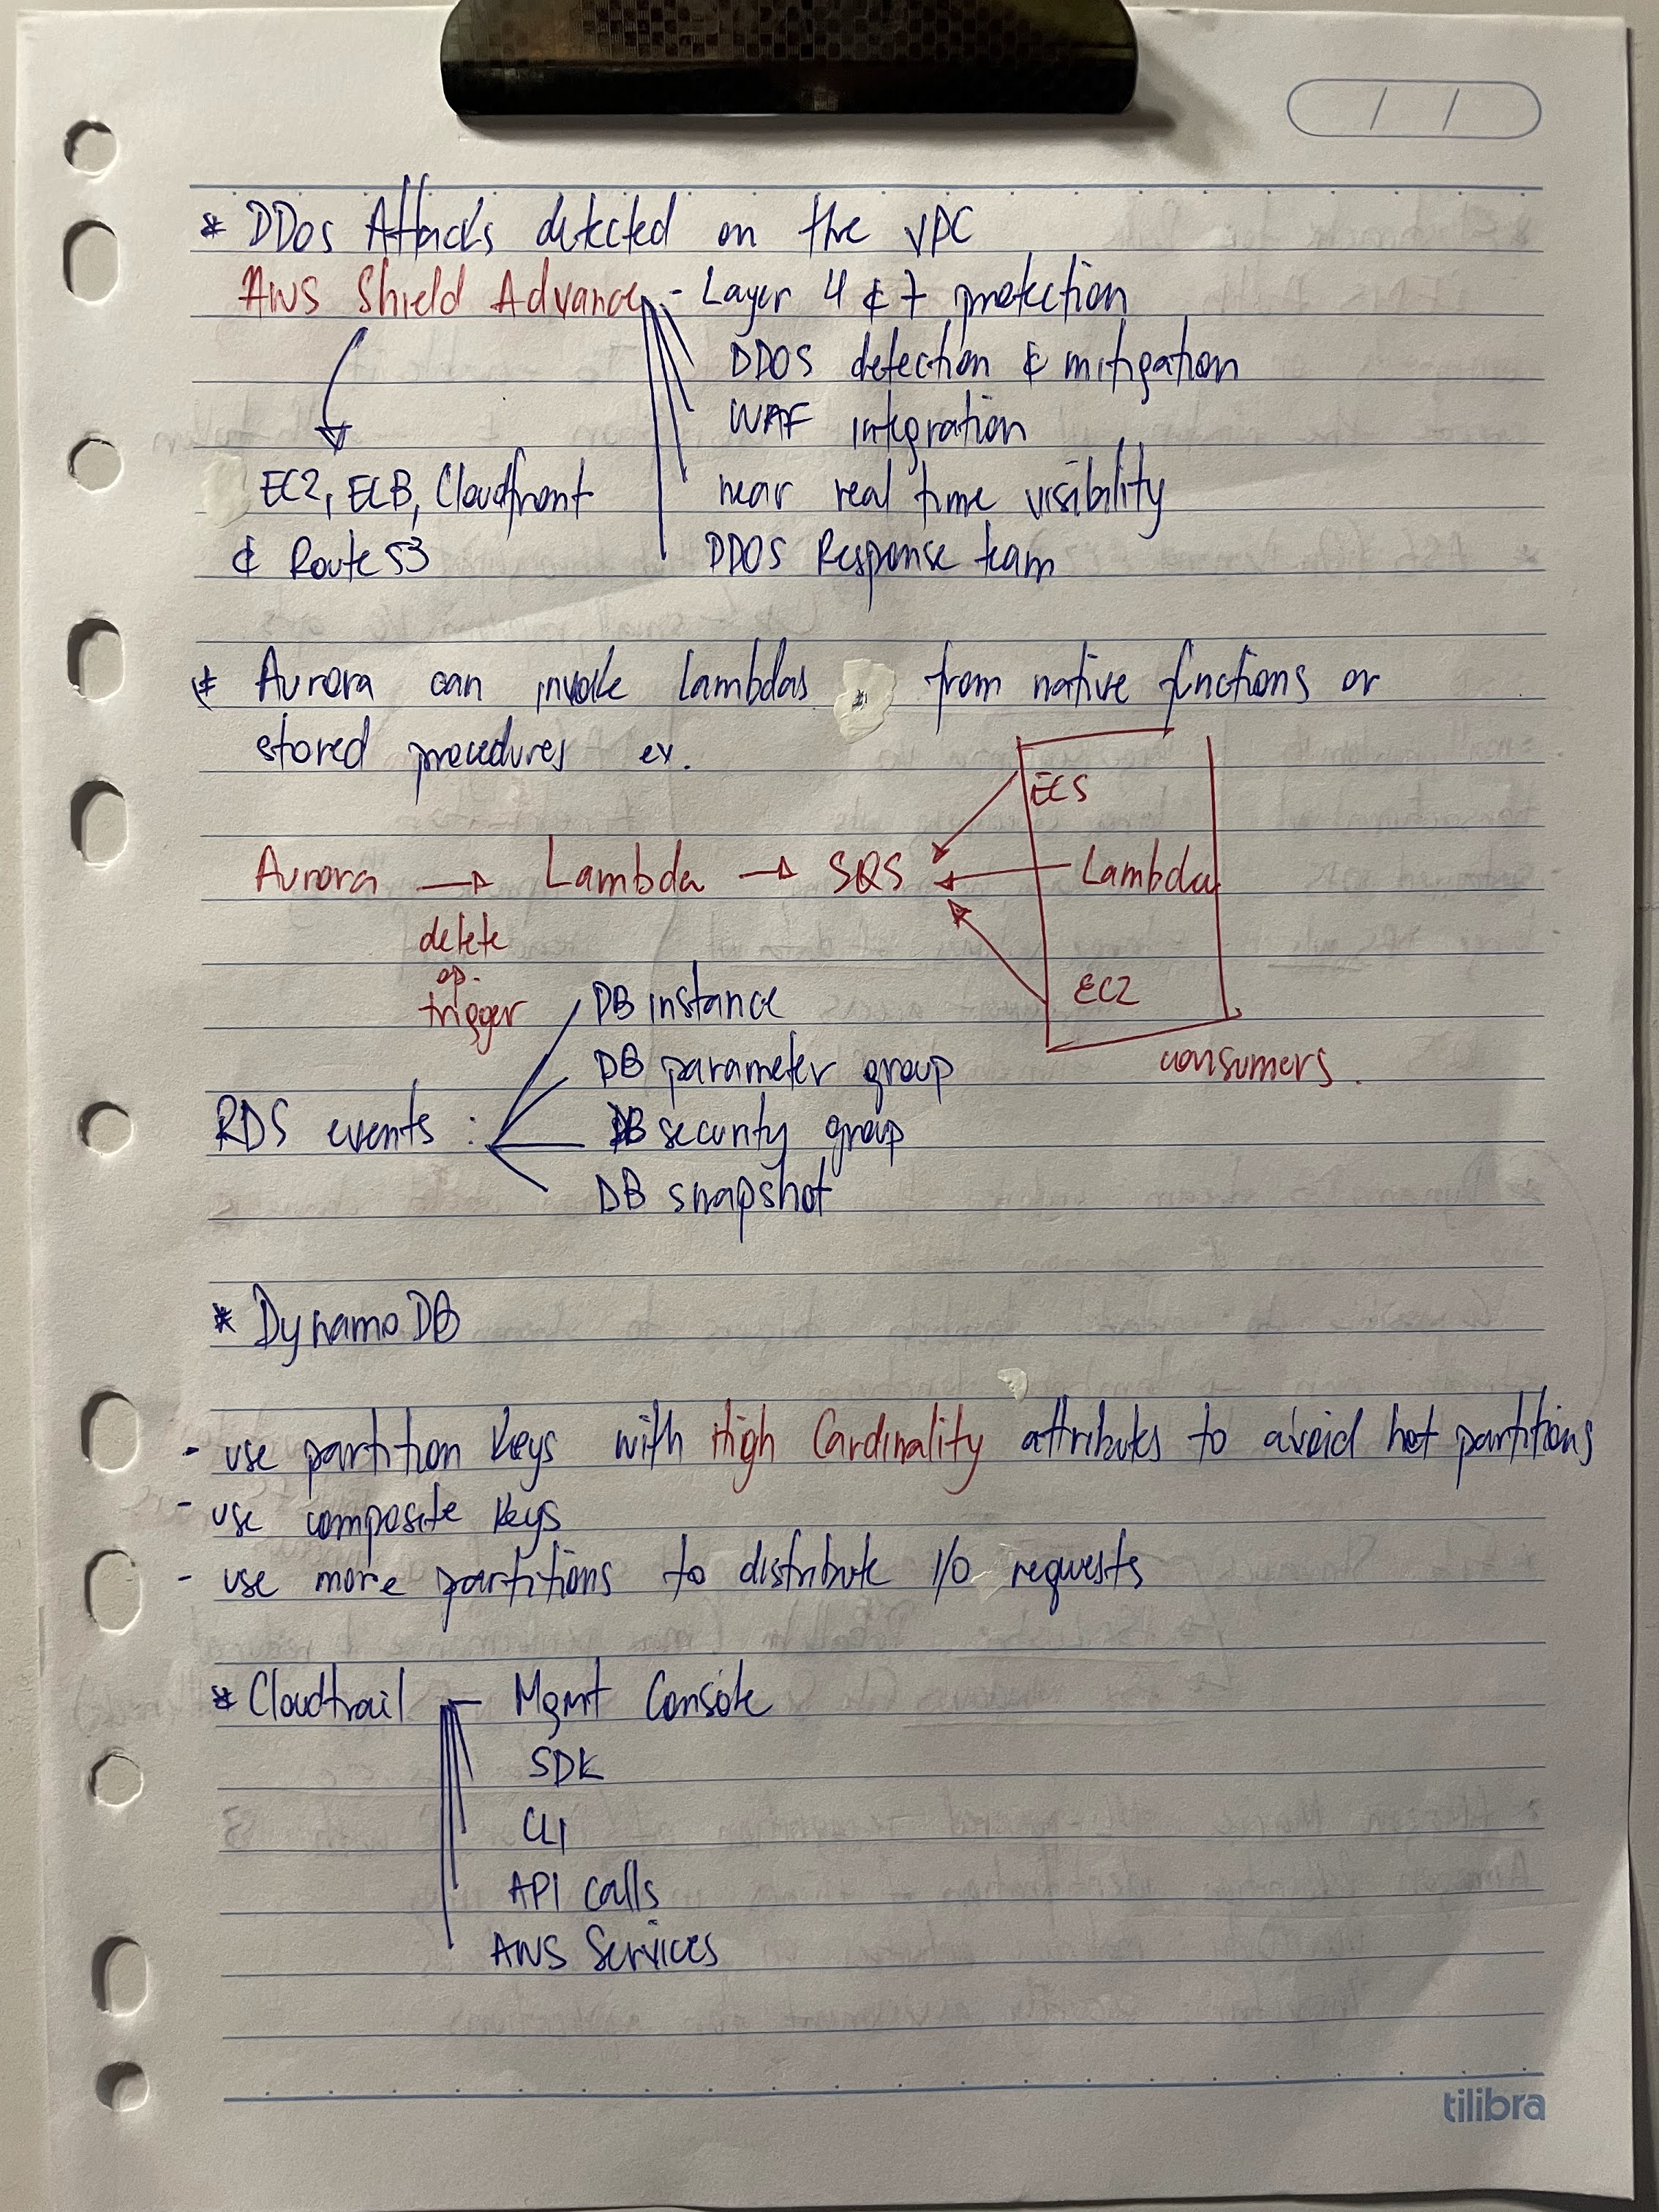 * DDos Attacks detected on the VPC
AWS Shield Advance - Layer 4 & 7 protection
DDOS detection & mitigation
WAF integration
near real time visibility
DDOS Response team
EC2, ELB, Cloudfront
& Route 53
* Aurora can invoke Lambdas from native functions or
stored procedures ex.
Aurora → Lambda → SQS
delete
op.
trigger
ECS
Lambda
EC2
consumers.
RDS events :
DB instance
DB parameter group
DB security group
DB snapshot
* DynamoDB
- use partition keys with High Cardinality attributes to avoid hot partitions
- use composite keys
- use more partitions to distribute I/O requests
* Cloudtrail - Mgmt Console
SDK
CLI
API calls
AWS Services
tilibra